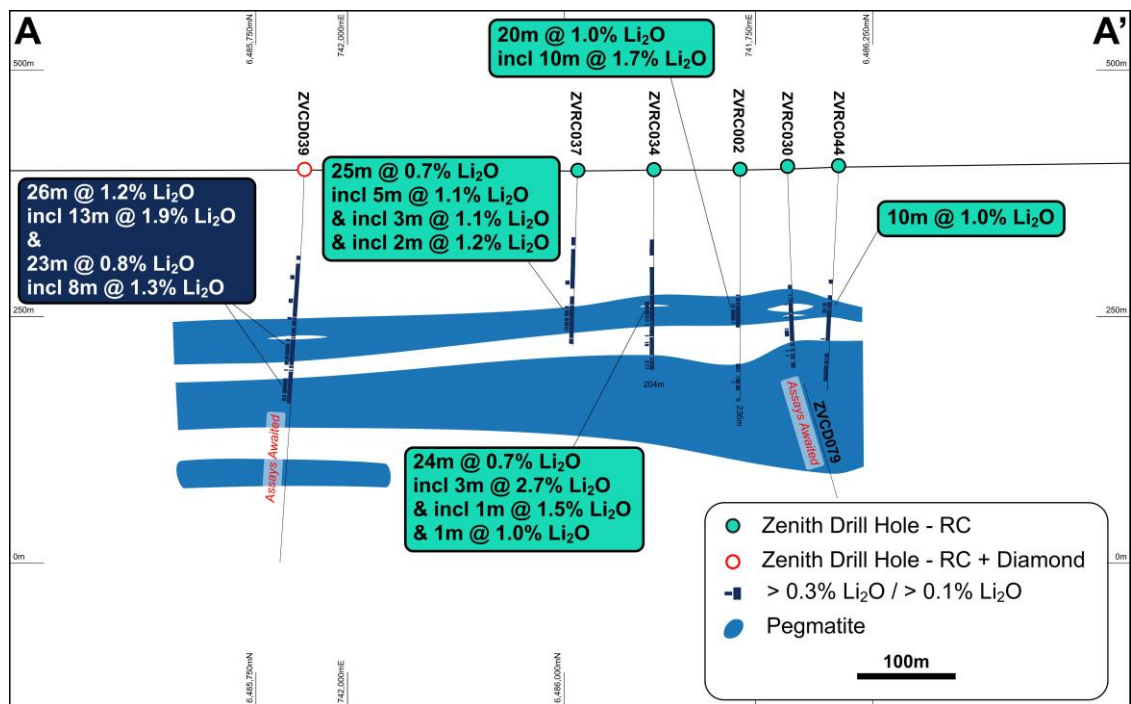 A
A'
6,485,750mN
742,000mE
741,750mE
6,486,250mN
500m
500m
20m @ 1.0% Li₂O
incl 10m @ 1.7% Li₂O
ZVCD039
ZVRC037
ZVRC034
ZVRC002
ZVRC030
ZVRC044
26m @ 1.2% Li₂O
incl 13m @ 1.9% Li₂O
&
23m @ 0.8% Li₂O
incl 8m @ 1.3% Li₂O
25m @ 0.7% Li₂O
incl 5m @ 1.1% Li₂O
& incl 3m @ 1.1% Li₂O
& incl 2m @ 1.2% Li₂O
10m @ 1.0% Li₂O
250m
250m
204m
236m
Assays Awaited
Assays Awaited
ZVCD079
24m @ 0.7% Li₂O
incl 3m @ 2.7% Li₂O
& incl 1m @ 1.5% Li₂O
& 1m @ 1.0% Li₂O
0m
0m
Zenith Drill Hole - RC
Zenith Drill Hole - RC + Diamond
> 0.3% Li₂O / > 0.1% Li₂O
Pegmatite
100m
6,485,750mN
742,000mE
6,486,000mN